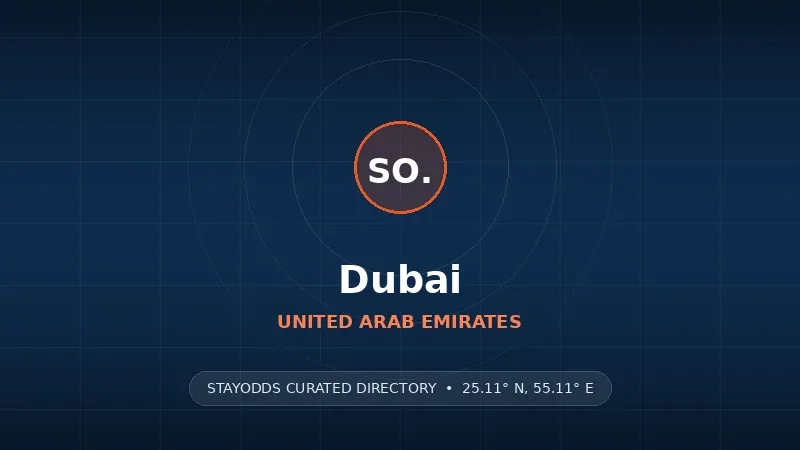 SO.
Dubai
UNITED ARAB EMIRATES
STAYODDS CURATED DIRECTORY • 25.11° N, 55.11° E